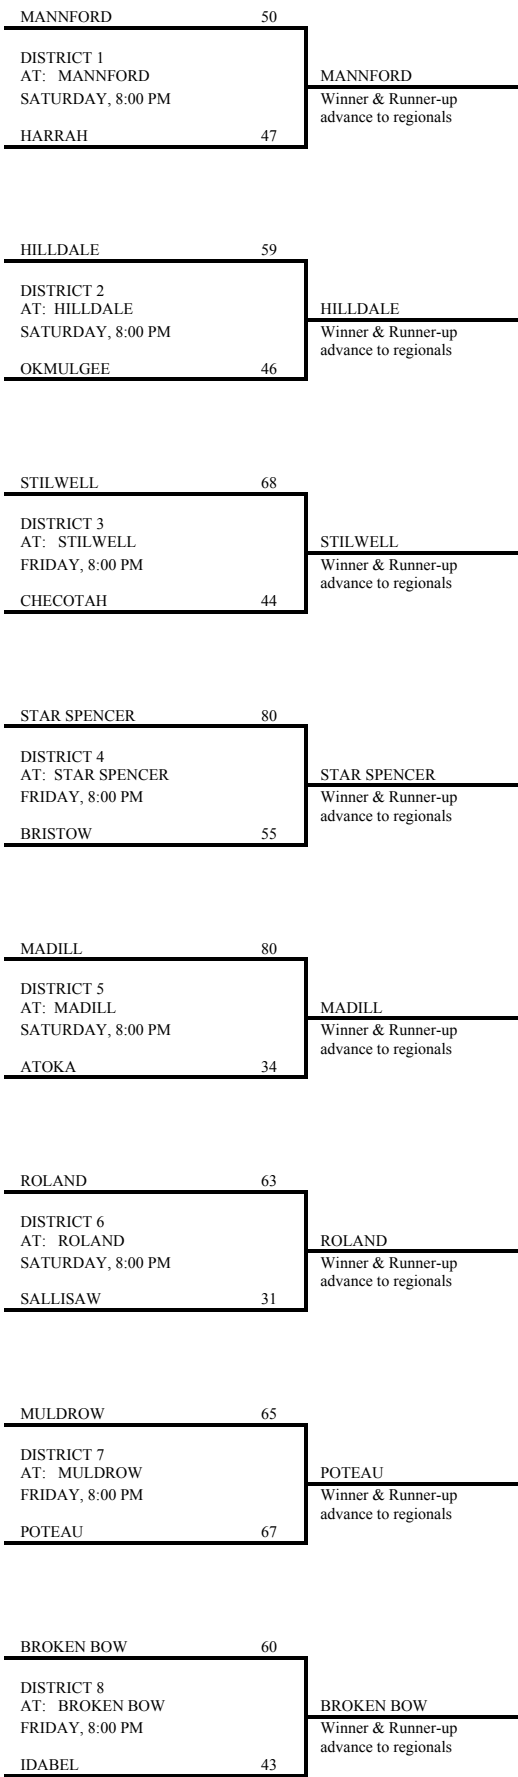 MANNFORD 50
DISTRICT 1
AT: MANNFORD
SATURDAY, 8:00 PM
HARRAH 47
MANNFORD
Winner & Runner-up
advance to regionals
HILLDALE 59
DISTRICT 2
AT: HILLDALE
SATURDAY, 8:00 PM
OKMULGEE 46
HILLDALE
Winner & Runner-up
advance to regionals
STILWELL 68
DISTRICT 3
AT: STILWELL
FRIDAY, 8:00 PM
CHECOTAH 44
STILWELL
Winner & Runner-up
advance to regionals
STAR SPENCER 80
DISTRICT 4
AT: STAR SPENCER
FRIDAY, 8:00 PM
BRISTOW 55
STAR SPENCER
Winner & Runner-up
advance to regionals
MADILL 80
DISTRICT 5
AT: MADILL
SATURDAY, 8:00 PM
ATOKA 34
MADILL
Winner & Runner-up
advance to regionals
ROLAND 63
DISTRICT 6
AT: ROLAND
SATURDAY, 8:00 PM
SALLISAW 31
ROLAND
Winner & Runner-up
advance to regionals
MULDROW 65
DISTRICT 7
AT: MULDROW
FRIDAY, 8:00 PM
POTEAU 67
POTEAU
Winner & Runner-up
advance to regionals
BROKEN BOW 60
DISTRICT 8
AT: BROKEN BOW
FRIDAY, 8:00 PM
IDABEL 43
BROKEN BOW
Winner & Runner-up
advance to regionals